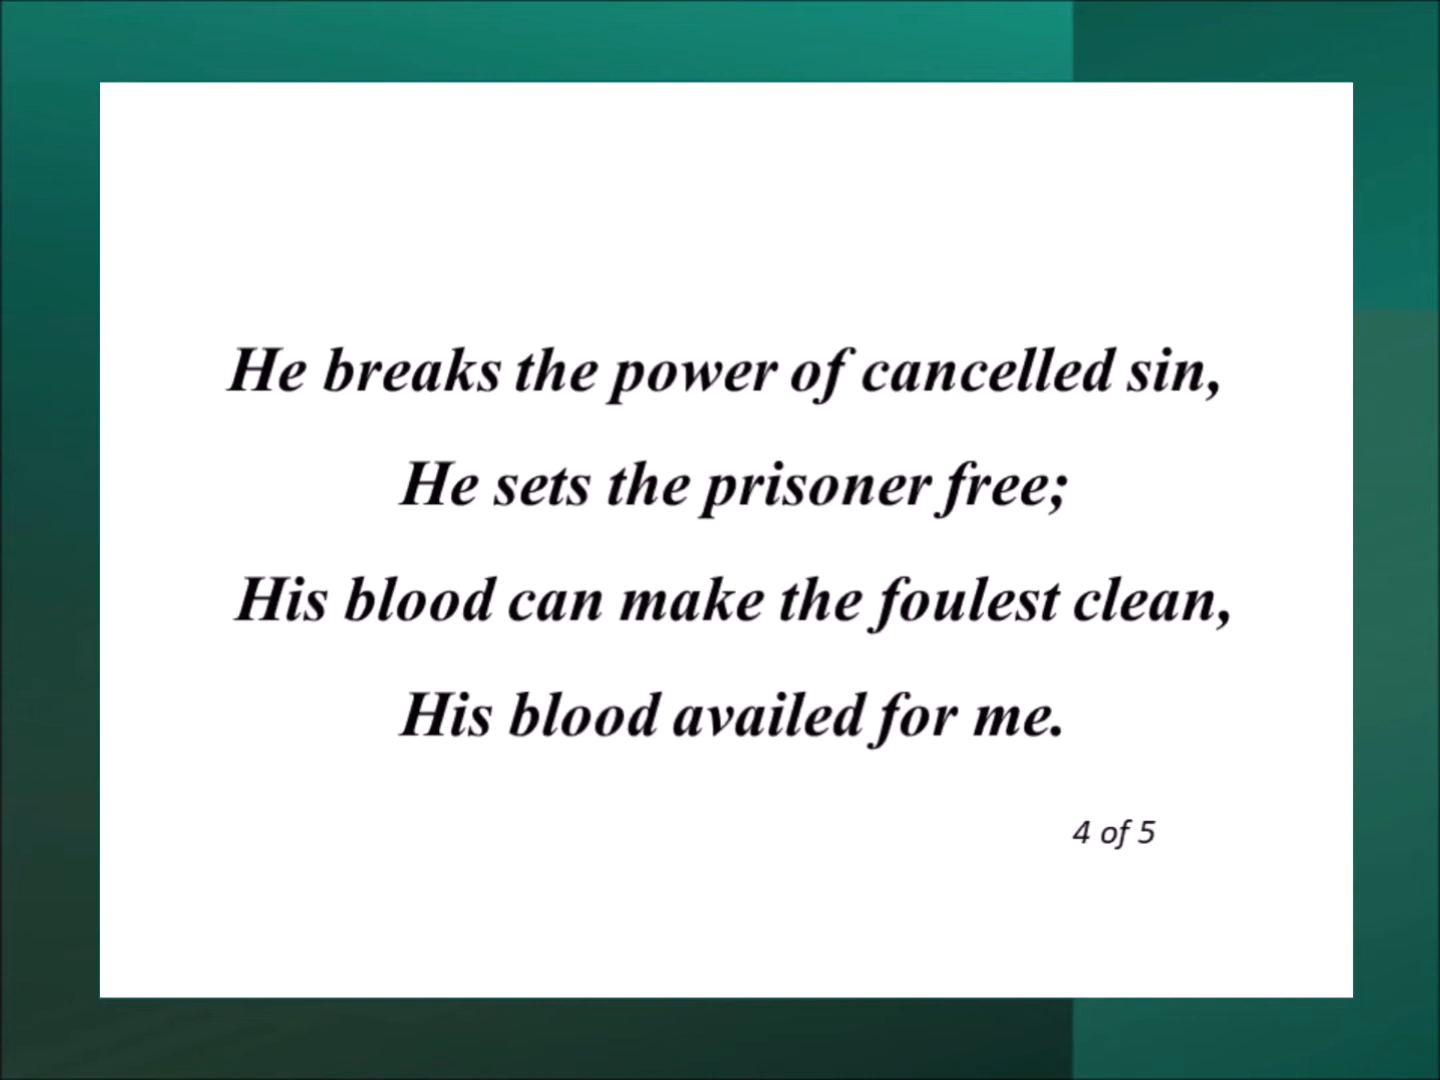 He breaks the power of cancelled sin,
He sets the prisoner free;
His blood can make the foulest clean,
His blood availed for me.
4 of 5